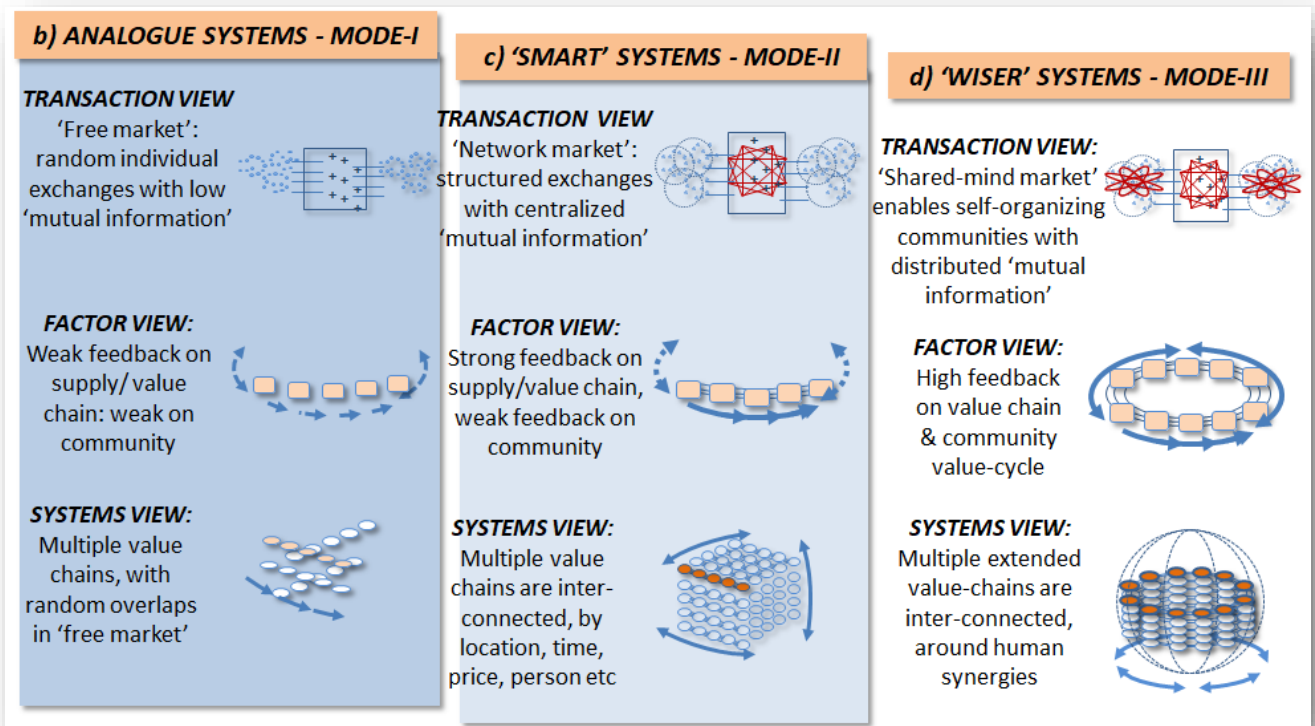 b) ANALOGUE SYSTEMS - MODE-I
TRANSACTION VIEW
‘Free market’:
random individual
exchanges with low
‘mutual information’
FACTOR VIEW:
Weak feedback on
supply/ value
chain: weak on
community
SYSTEMS VIEW:
Multiple value
chains, with
random overlaps
in ‘free market’
c) ‘SMART’ SYSTEMS - MODE-II
TRANSACTION VIEW
‘Network market’:
structured exchanges
with centralized
‘mutual information’
FACTOR VIEW:
Strong feedback on
supply/value chain,
weak feedback on
community
SYSTEMS VIEW:
Multiple value
chains are inter-
connected, by
location, time,
price, person etc
d) ‘WISER’ SYSTEMS - MODE-III
TRANSACTION VIEW:
‘Shared-mind market’
enables self-organizing
communities with
distributed ‘mutual
information’
FACTOR VIEW:
High feedback
on value chain
& community
value-cycle
SYSTEMS VIEW:
Multiple extended
value-chains are
inter-connected,
around human
synergies